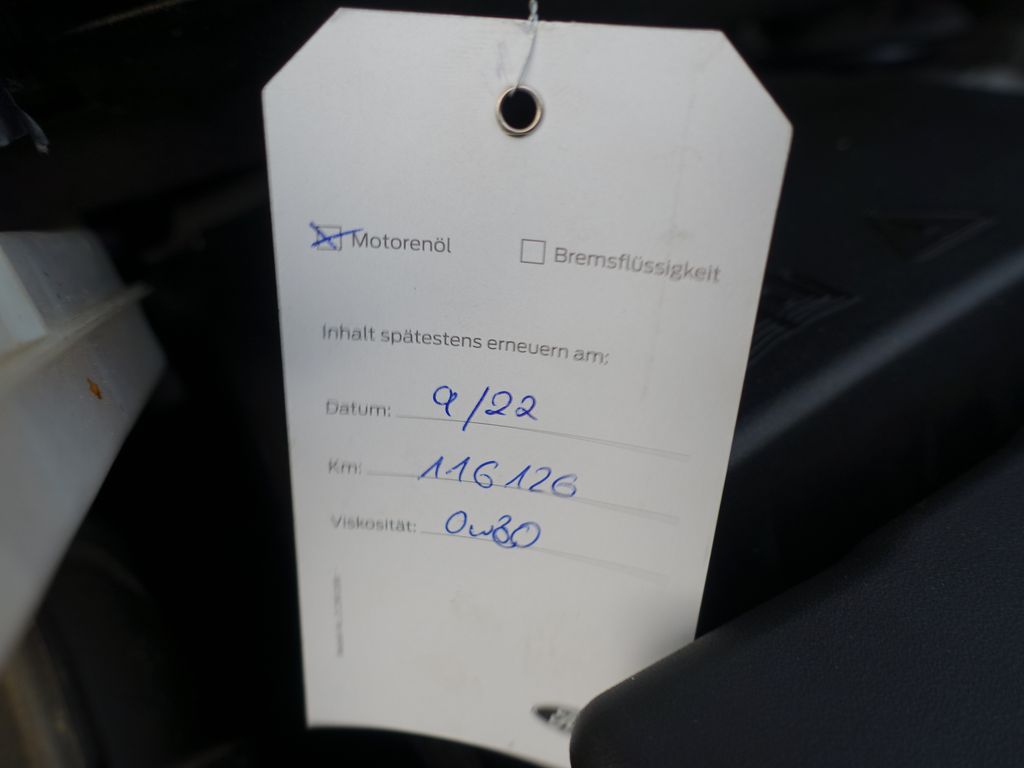 Motorenöl Bremsflüssigkeit
Inhalt spätestens erneuern am:
Datum: 9/22
Km: 116126
Viskosität: 0w30